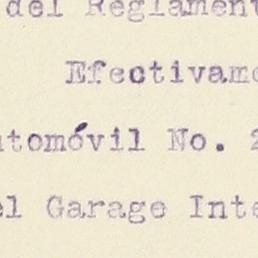 del Reglament
Efectivame
utomóvil No. 2
el Garage Inte